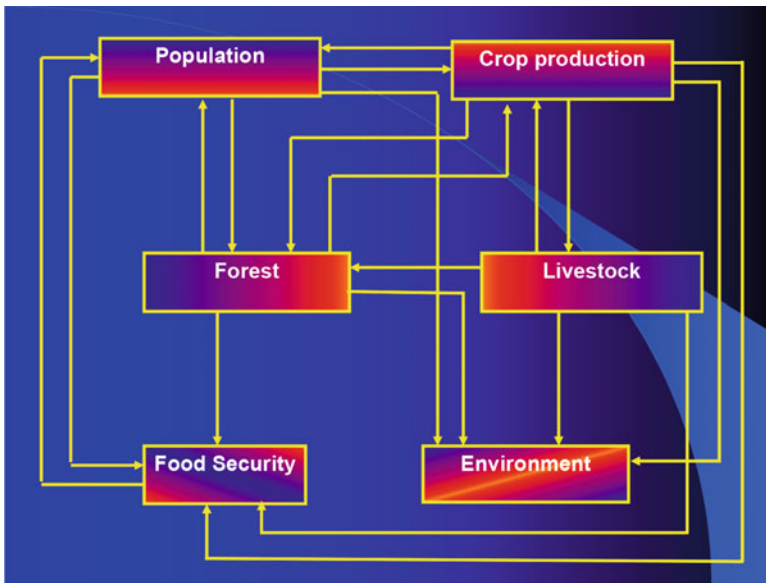 Population
Crop production
Forest
Livestock
Food Security
Environment